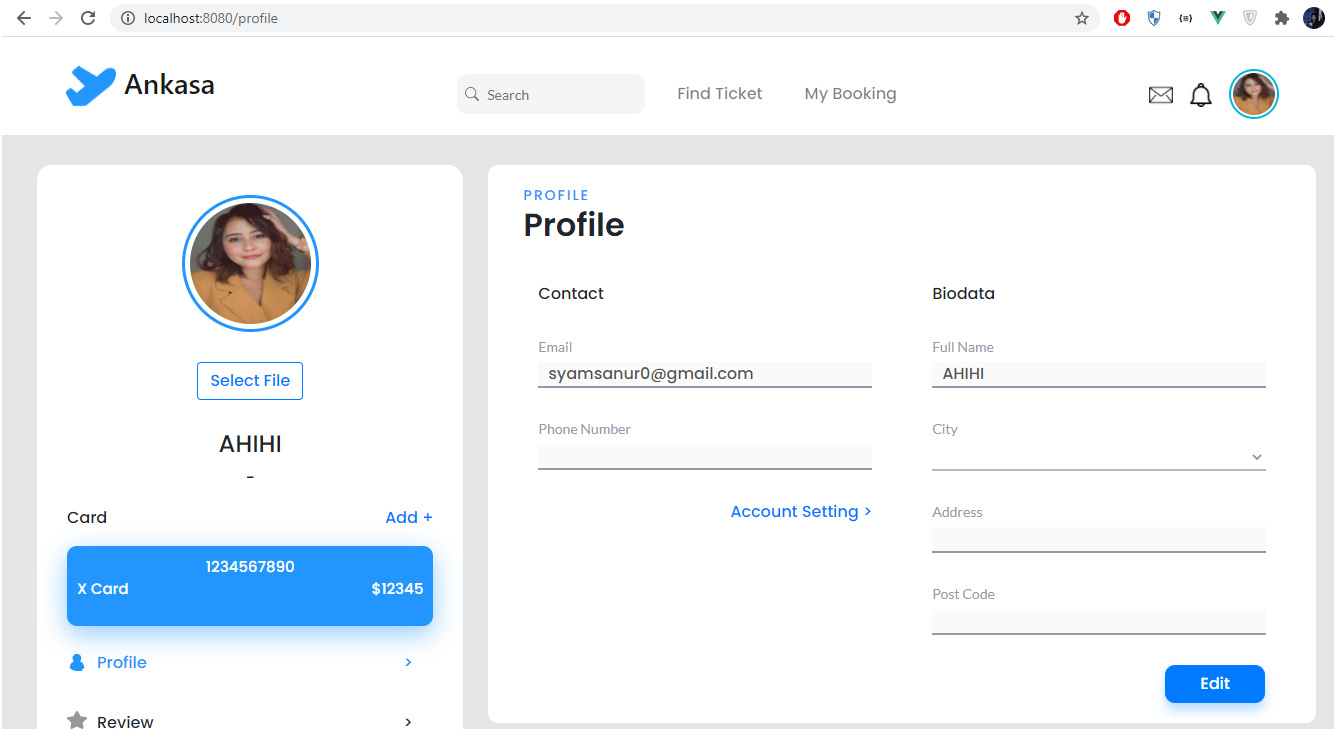 localhost:8080/profile
Ankasa
Search
Find Ticket
My Booking
Select File
AHIHI
-
Card
Add +
1234567890
X Card
$12345
Profile >
Review >
PROFILE
Profile
Contact
Email
syamsanur0@gmail.com
Phone Number
Account Setting >
Biodata
Full Name
AHIHI
City
Address
Post Code
Edit